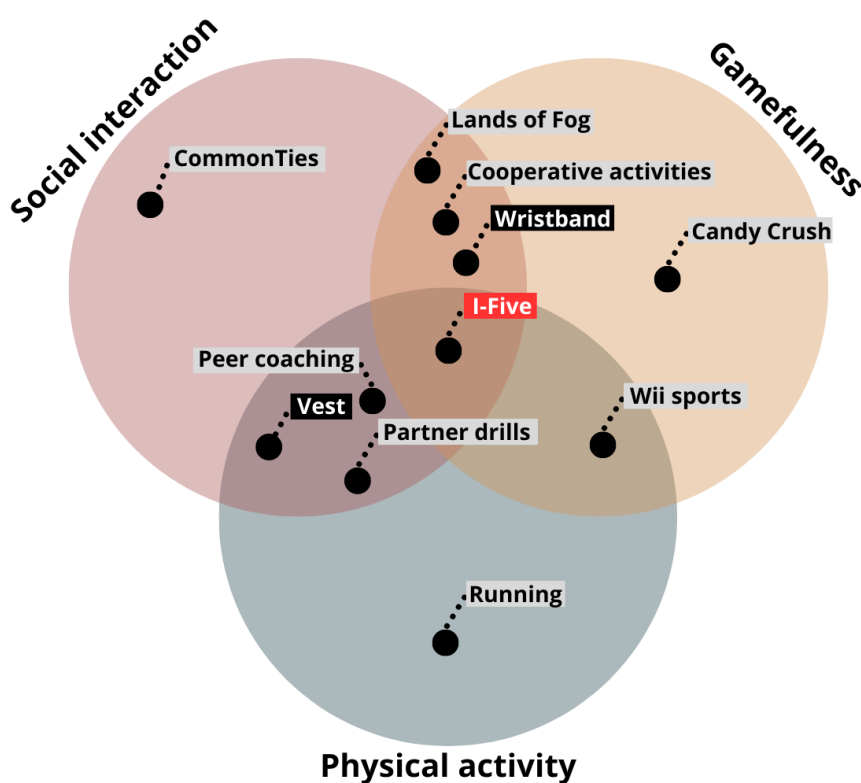 Social interaction
Gamefulness
Lands of Fog
CommonTies
Cooperative activities
Wristband
Candy Crush
I-Five
Peer coaching
Wii sports
Vest
Partner drills
Running
Physical activity